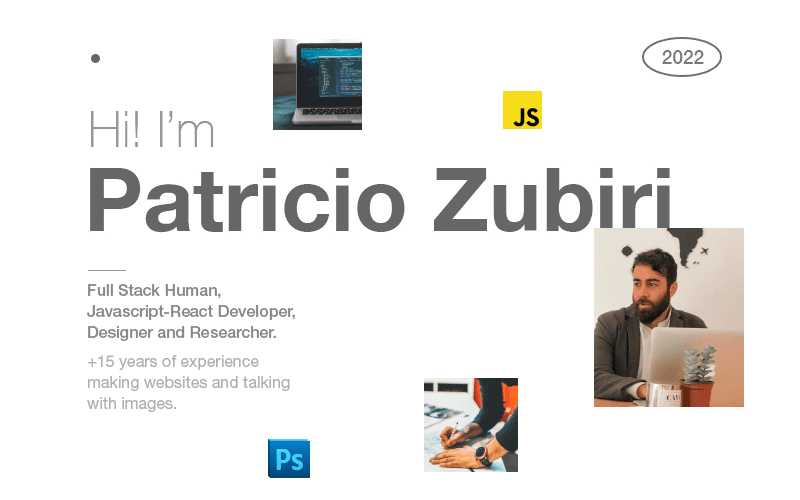 2022
JS
Hi! I’m
Patricio Zubiri
Full Stack Human,
Javascript-React Developer,
Designer and Researcher.
+15 years of experience
making websites and talking
with images.
Ps